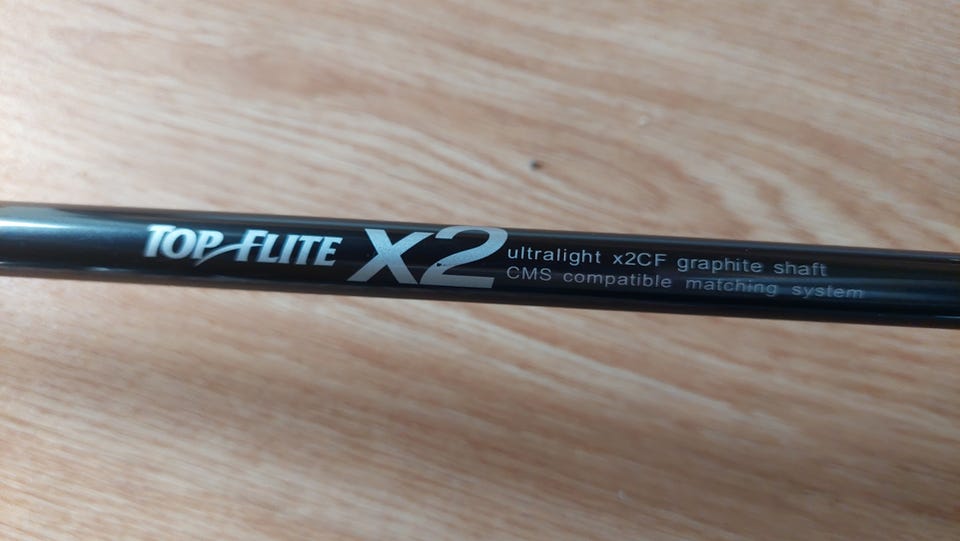 TOP FLITE X2
ultralight x2CF graphite shaft
CMS compatible matching system